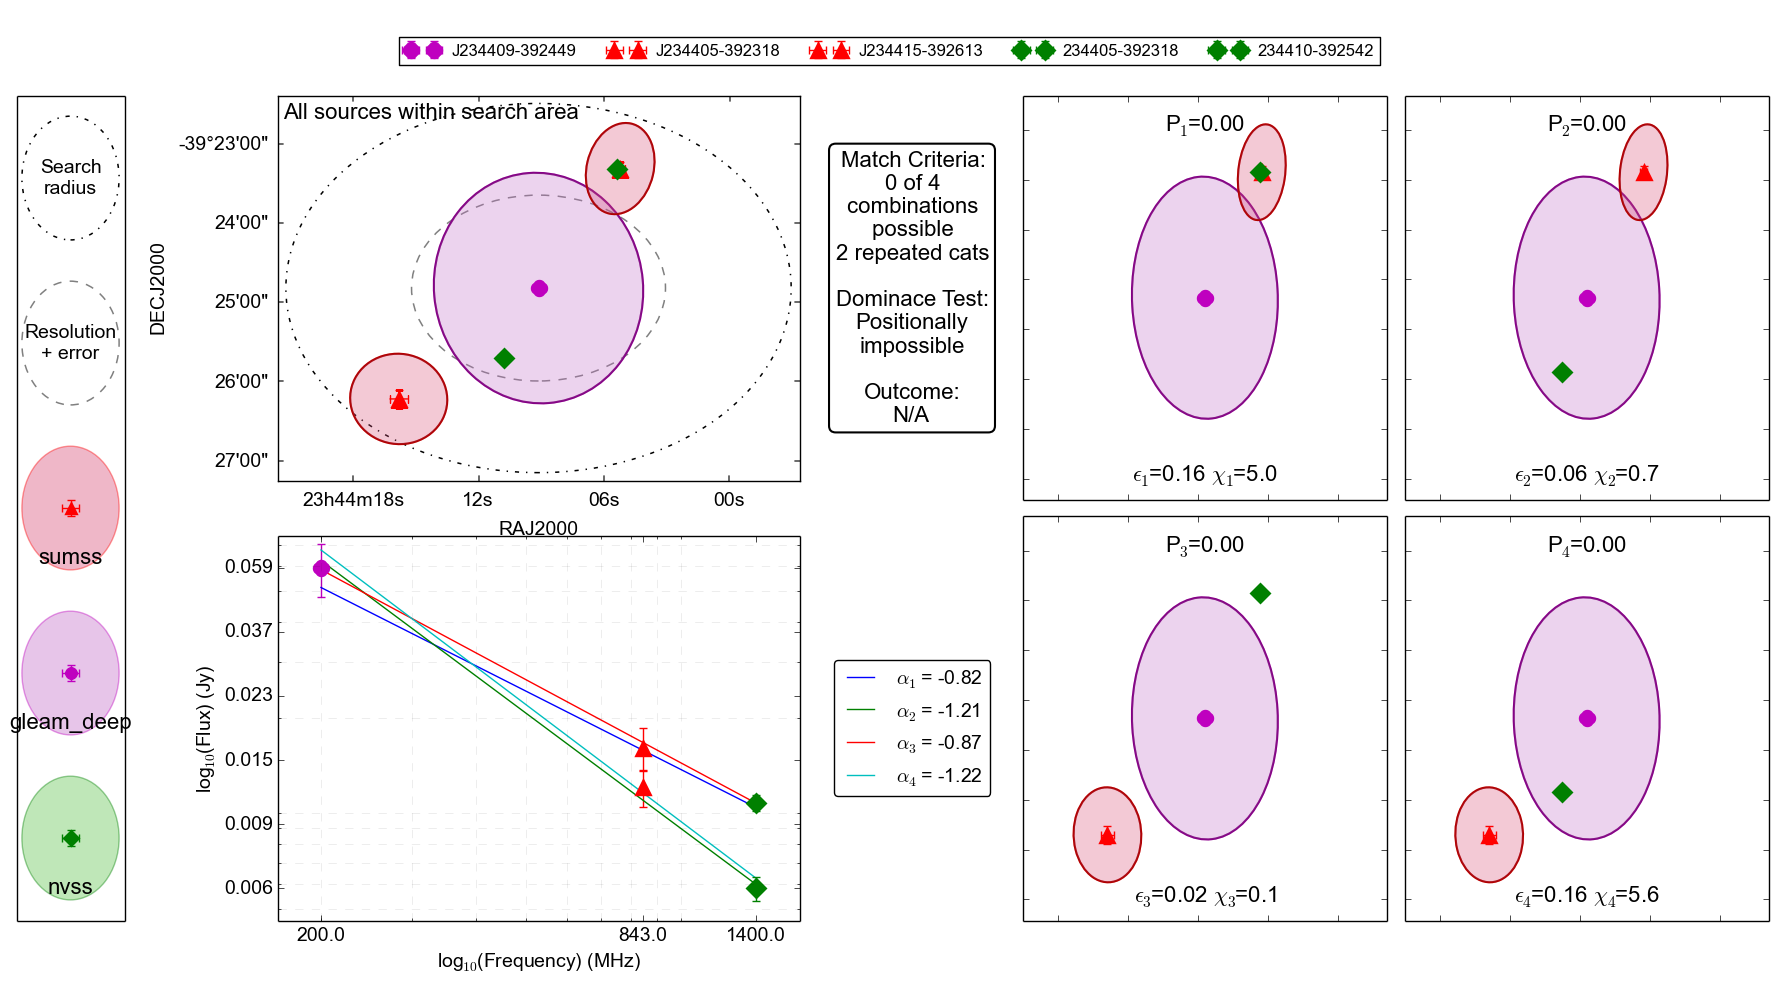 J234409-392449 J234405-392318 J234415-392613 234405-392318 234410-392542
Search
radius
Resolution
+ error
sumss
gleam_deep
nvss
All sources within search area
DECJ2000
-39°23'00"
24'00"
25'00"
26'00"
27'00"
23h44m18s 12s 06s 00s
RAJ2000
Match Criteria:
0 of 4
combinations
possible
2 repeated cats
Dominace Test:
Positionally
impossible
Outcome:
N/A
P1=0.00
ϵ1=0.16 χ1=5.0
P2=0.00
ϵ2=0.06 χ2=0.7
log10(Flux) (Jy)
0.059
0.037
0.023
0.015
0.009
0.006
200.0 843.0 1400.0
log10(Frequency) (MHz)
α1 = -0.82
α2 = -1.21
α3 = -0.87
α4 = -1.22
P3=0.00
ϵ3=0.02 χ3=0.1
P4=0.00
ϵ4=0.16 χ4=5.6